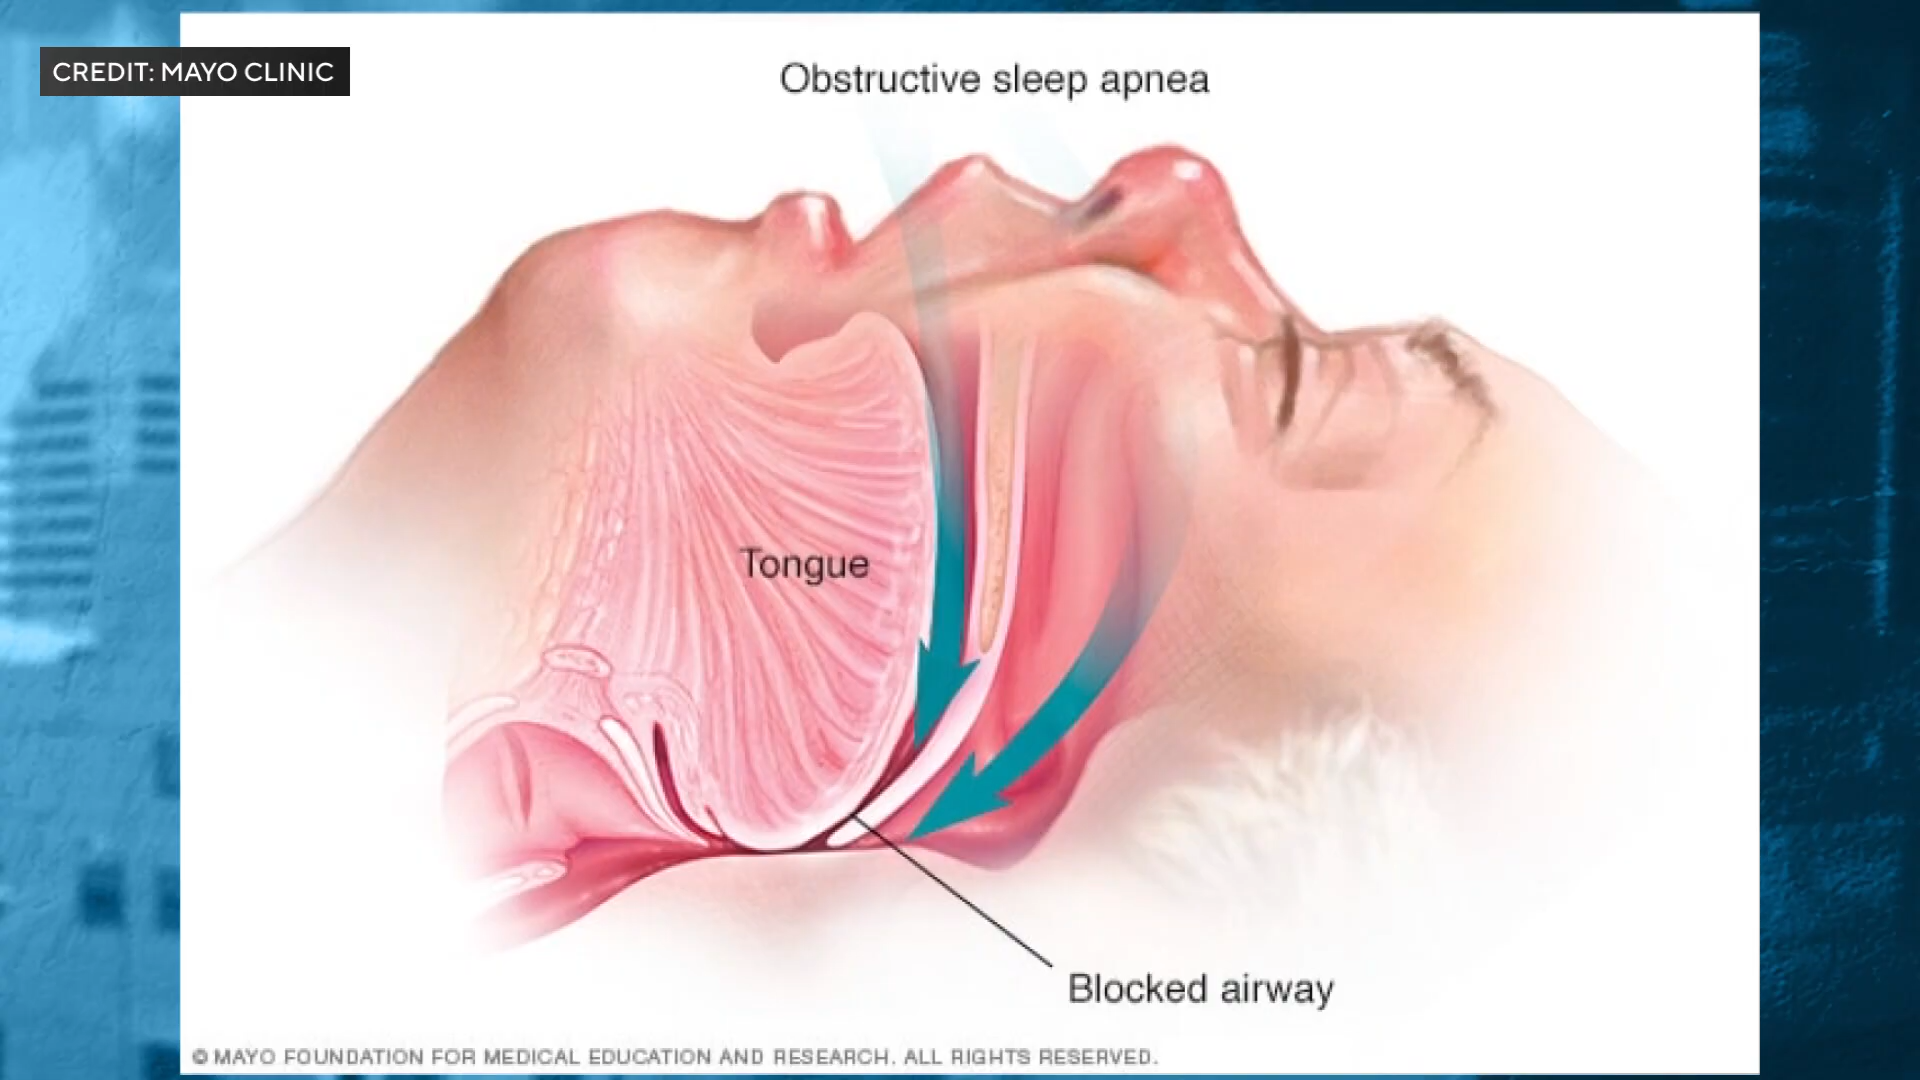 CREDIT: MAYO CLINIC
Obstructive sleep apnea
Tongue
Blocked airway
© MAYO FOUNDATION FOR MEDICAL EDUCATION AND RESEARCH. ALL RIGHTS RESERVED.